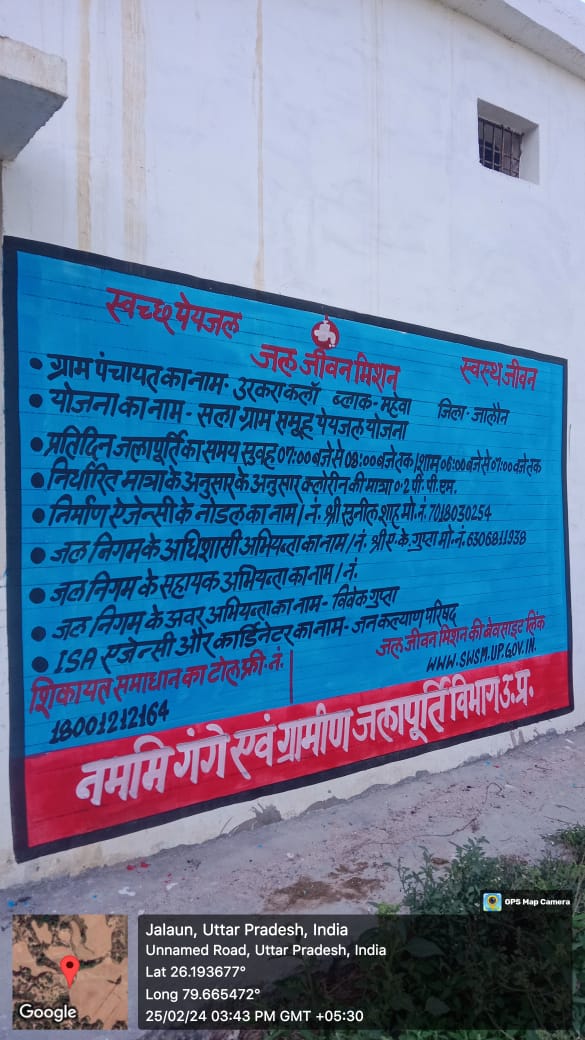 स्वच्छ पेयजल
जल जीवन मिशन
स्वस्थ जीवन
• ग्राम पंचायत का नाम- उरकराकलॉ ब्लाक- महेवा जिला- जालौन
• योजना का नाम - सला ग्राम समूह पेयजल योजना
• प्रतिदिन जलापूर्ति का समय सुवह 07:00 बजे से 08:00 बजे तक/शाम 06:00 बजे से 07:00 बजे तक
• निर्धारित मात्रा के अनुसार के अनुसार क्लोरीन की मात्रा 0.2 पी. पी. एम.
• निर्माण ऐजेन्सी के नोडल का नाम/नं. श्री सुनील शाह मो.नं. 7018030254
• जल निगम के अधिशासी अभियन्ता का नाम/नं. श्री ए. के. गुप्ता मो.नं. 6306811938
• जल निगम के सहायक अभियन्ता का नाम/नं.
• जल निगम के अवर अभियन्ता का नाम- विवेक गुप्ता
• ISA एजेन्सी और कार्डिनेटर का नाम- जन कल्याण परिषद
जल जीवन मिशन की बेवसाइट लिंक
WWW.SWSM.UP.GOV.IN.
शिकायत समाधान का टोल फ्री नं.
18001212164
नमामि गंगे एवं ग्रामीण जलापूर्ति विभाग उ.प्र.
GPS Map Camera
Jalaun, Uttar Pradesh, India
Unnamed Road, Uttar Pradesh, India
Lat 26.193677°
Long 79.665472°
25/02/24 03:43 PM GMT +05:30
Google